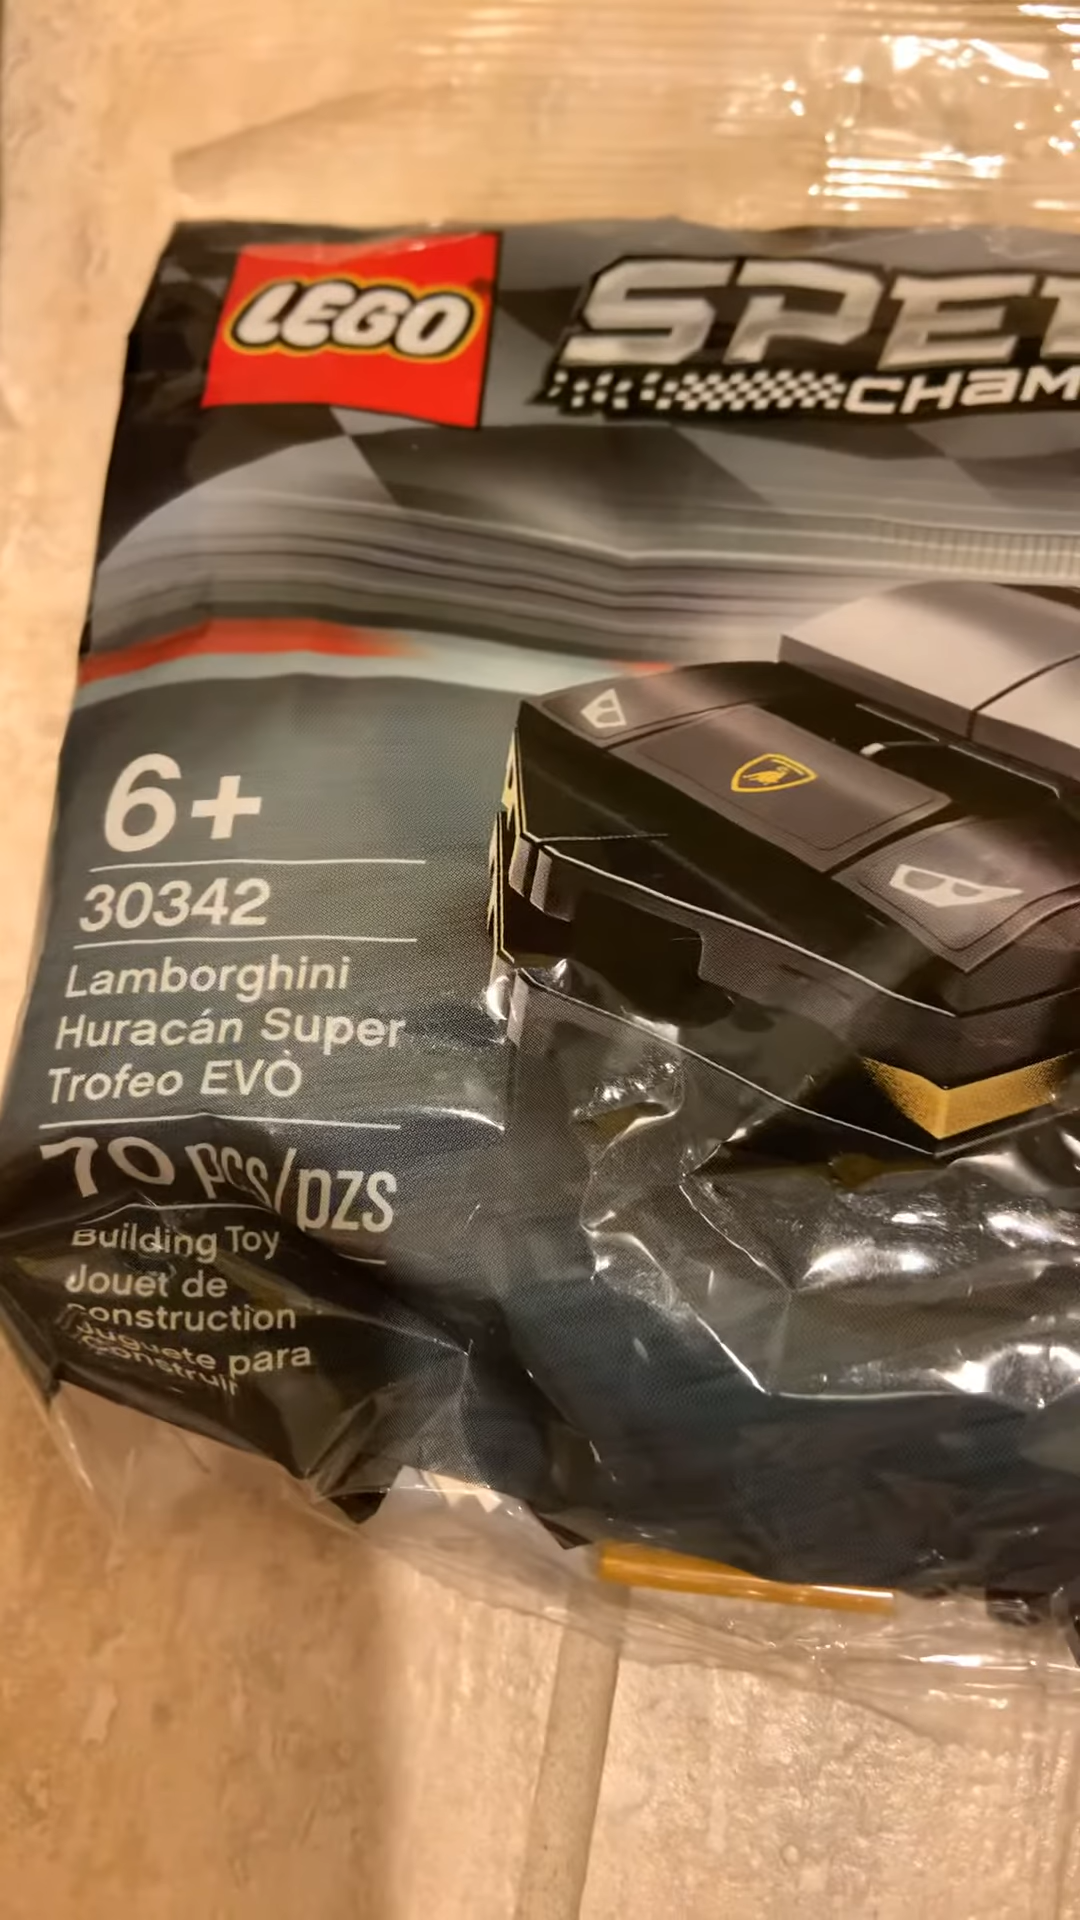 LEGO
SPEE
CHAM
6+
30342
Lamborghini
Huracán Super
Trofeo EVO
70 pcs/pzs
Building Toy
Jouet de
construction
Juguete para
Construir